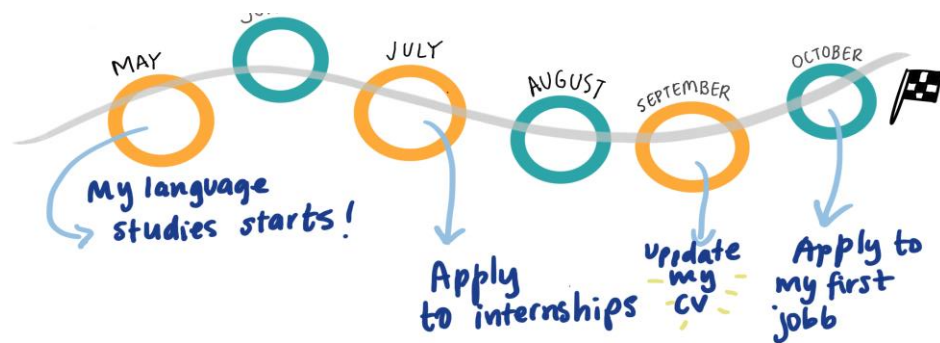 MAY
JULY
AUGUST
SEPTEMBER
OCTOBER
My language
studies starts!
Apply
to internships
update
my
cv
Apply to
my first
jobb